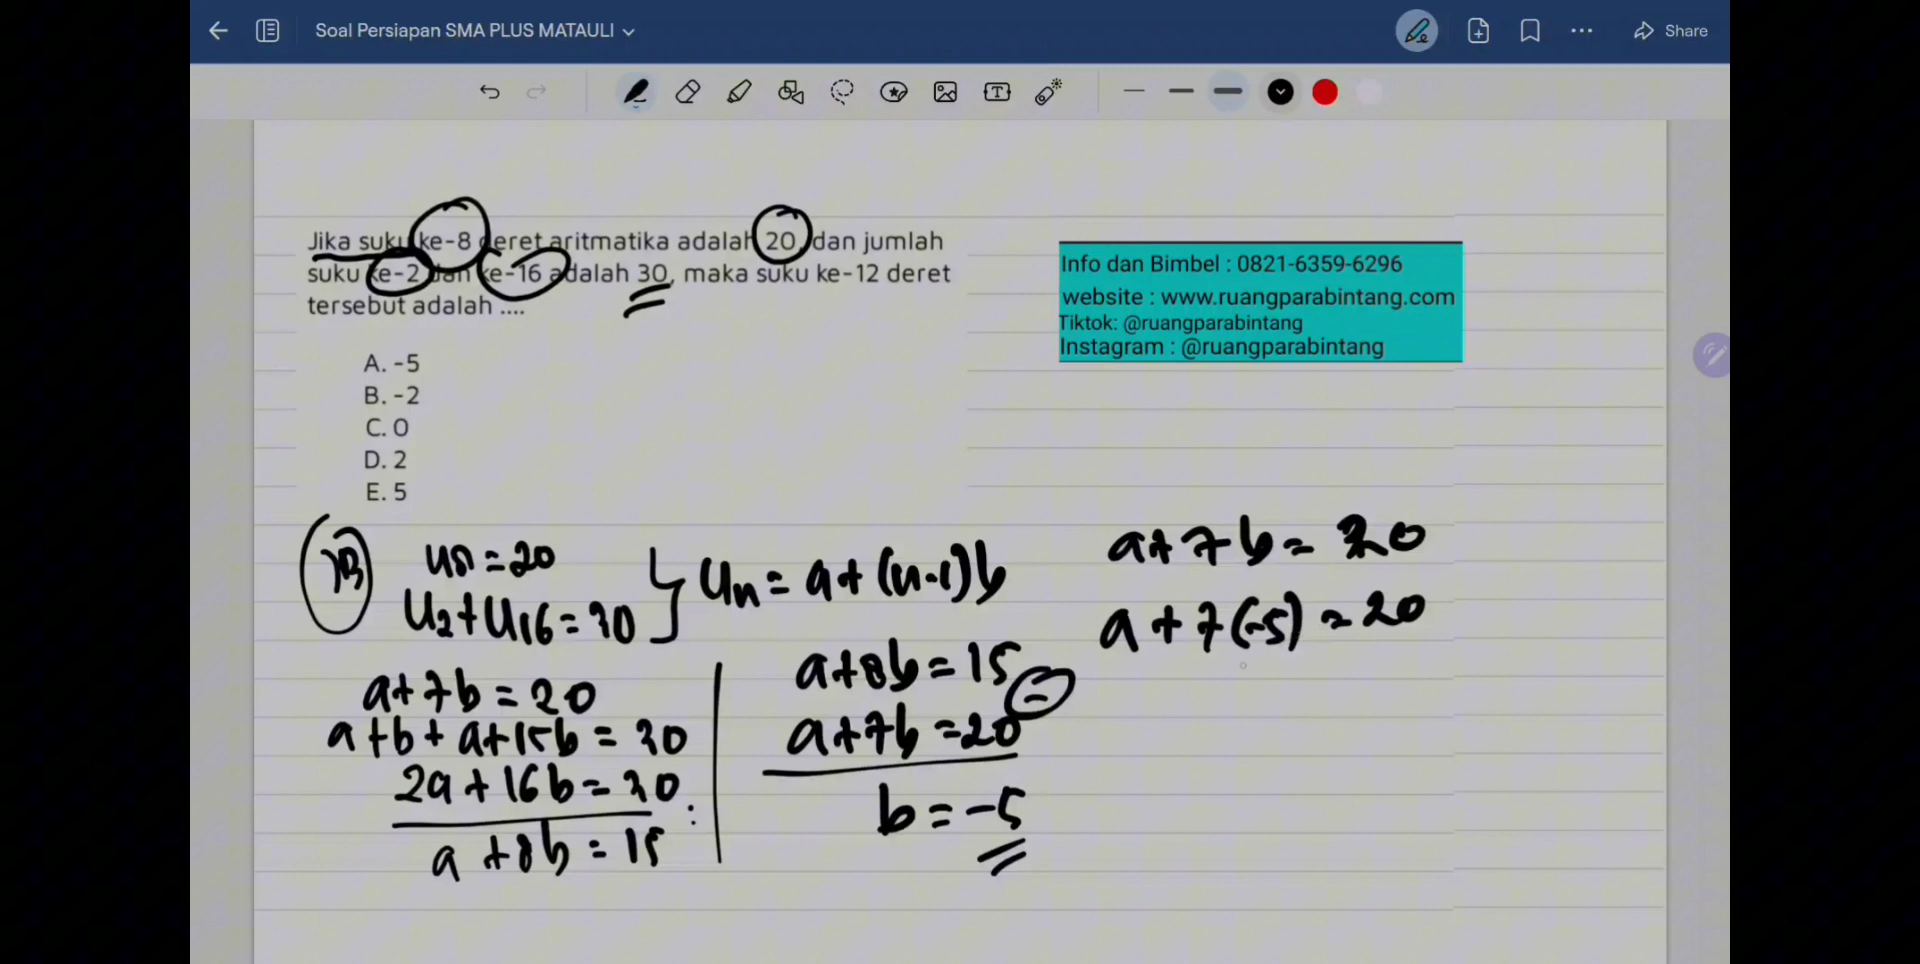 Soal Persiapan SMA PLUS MATAULI
Share
Jika suku ke-8 deret aritmatika adalah 20, dan jumlah
suku ke-2 dan ke-16 adalah 30, maka suku ke-12 deret
tersebut adalah ....
A. -5
B. -2
C. 0
D. 2
E. 5
Info dan Bimbel : 0821-6359-6296
website : www.ruangparabintang.com
Tiktok: @ruangparabintang
Instagram : @ruangparabintang
U8 = 20
U2 + U16 = 30
Un = a + (n-1)b
a + 7b = 20
a + b + a + 15b = 30
2a + 16b = 30 :
a + 8b = 15
a + 8b = 15
a + 7b = 20 -
b = -5
a + 7b = 20
a + 7(-5) = 20